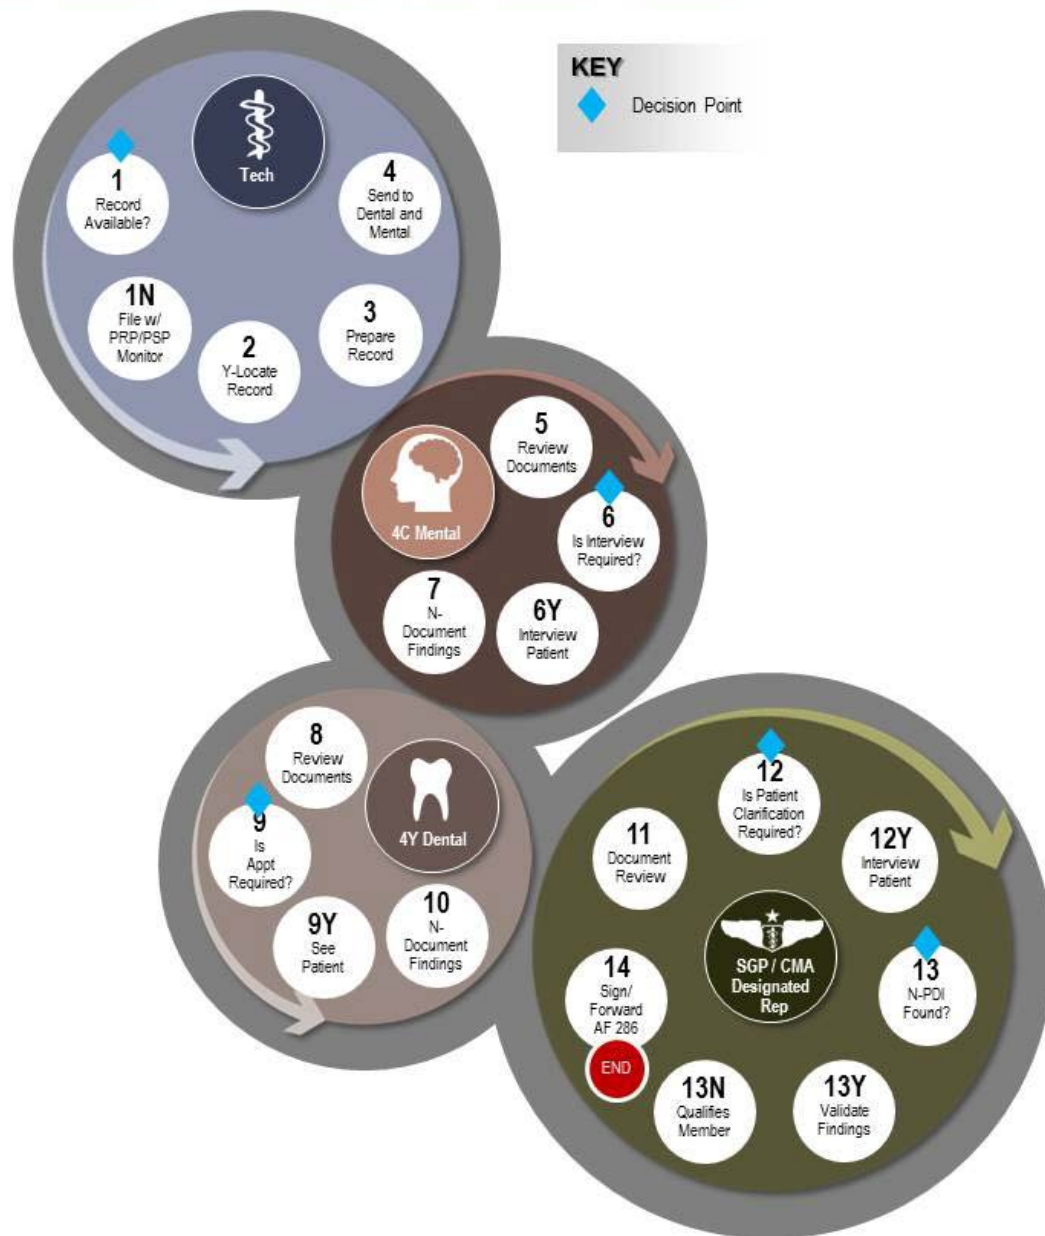 KEY
Decision Point
Tech
1
Record
Available?
1N
File w/
PRP/PSP
Monitor
2
Y-Locate
Record
3
Prepare
Record
4
Send to
Dental and
Mental
4C Mental
5
Review
Documents
6
Is Interview
Required?
6Y
Interview
Patient
7
N-
Document
Findings
4Y Dental
8
Review
Documents
9
Is
Appt
Required?
9Y
See
Patient
10
N-
Document
Findings
SGP / CMA
Designated
Rep
11
Document
Review
12
Is Patient
Clarification
Required?
12Y
Interview
Patient
13
N-PDI
Found?
13Y
Validate
Findings
13N
Qualifies
Member
14
Sign/
Forward
AF 286
END